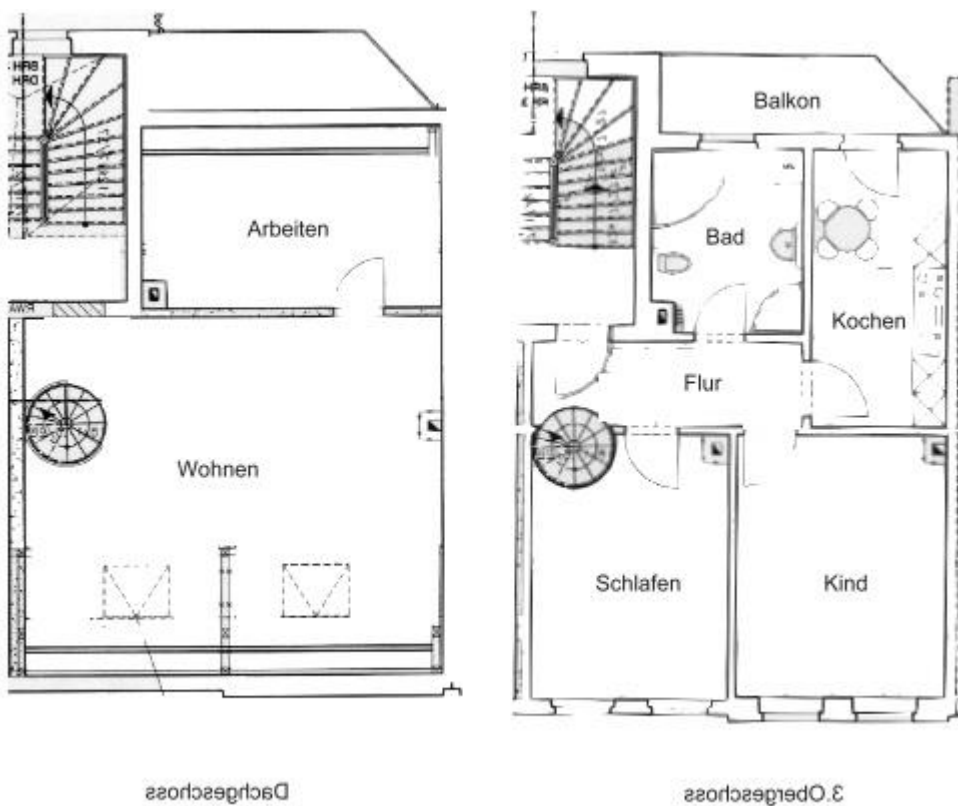 Arbeiten
Wohnen
Dachgeschoss
Balkon
Bad
Kochen
Flur
Schlafen
Kind
3.Obergeschoss